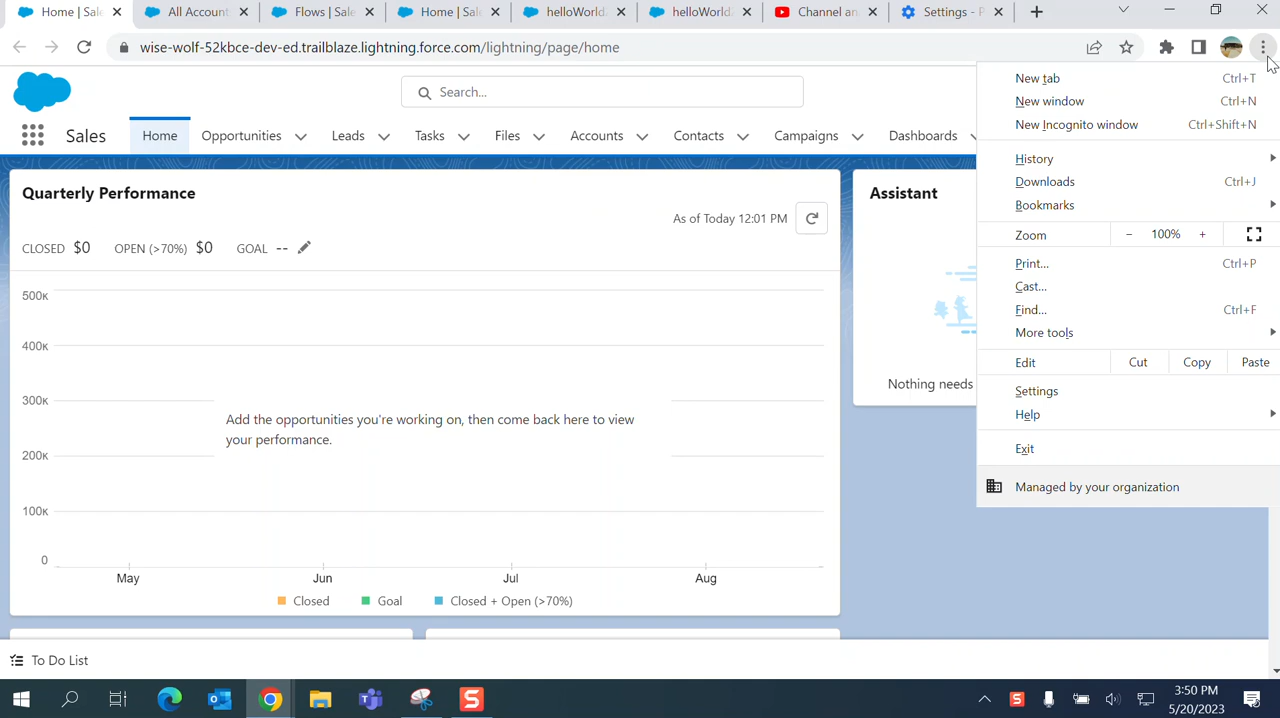 Home | Sal
All Account
Flows | Sale
Home | Sal
helloWorld
helloWorld
Channel an
Settings - P
wise-wolf-52kbce-dev-ed.trailblaze.lightning.force.com/lightning/page/home
Search...
Sales
Home
Opportunities
Leads
Tasks
Files
Accounts
Contacts
Campaigns
Dashboards
Quarterly Performance
As of Today 12:01 PM
CLOSED $0 OPEN (>70%) $0 GOAL --
500K
400K
300K
200K
100K
0
Add the opportunities you're working on, then come back here to view
your performance.
May Jun Jul Aug
Closed Goal Closed + Open (>70%)
Assistant
Nothing needs
New tab Ctrl+T
New window Ctrl+N
New Incognito window Ctrl+Shift+N
History
Downloads Ctrl+J
Bookmarks
Zoom - 100% +
Print... Ctrl+P
Cast...
Find... Ctrl+F
More tools
Edit Cut Copy Paste
Settings
Help
Exit
Managed by your organization
To Do List
3:50 PM
5/20/2023